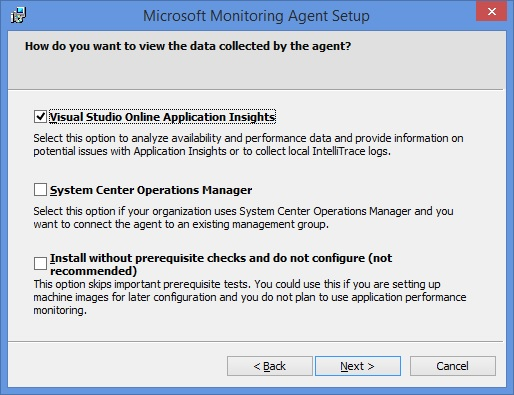 Microsoft Monitoring Agent Setup
How do you want to view the data collected by the agent?
Visual Studio Online Application Insights
Select this option to analyze availability and performance data and provide information on
potential issues with Application Insights or to collect local IntelliTrace logs.
System Center Operations Manager
Select this option if your organization uses System Center Operations Manager and you
want to connect the agent to an existing management group.
Install without prerequisite checks and do not configure (not
recommended)
This option skips important prerequisite tests. You could use this if you are setting up
machine images for later configuration and you do not plan to use application performance
monitoring.
< Back Next > Cancel